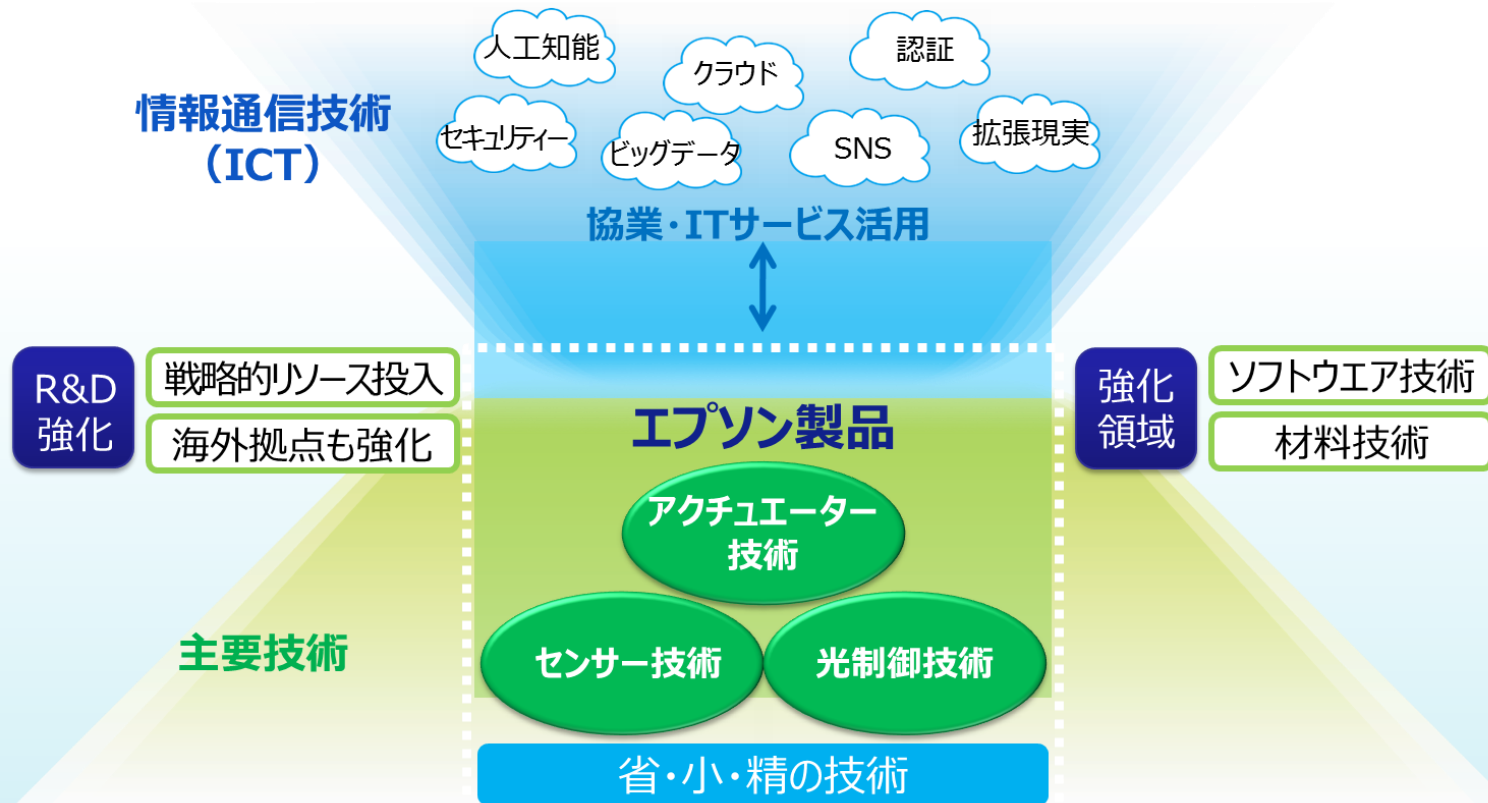 人工知能
クラウド
認証
情報通信技術
（ICT）
セキュリティー
ビッグデータ
SNS
拡張現実
協業・ITサービス活用
R&D
強化
戦略的リソース投入
海外拠点も強化
エプソン製品
強化
領域
ソフトウエア技術
材料技術
アクチュエーター
技術
主要技術
センサー技術
光制御技術
省・小・精の技術